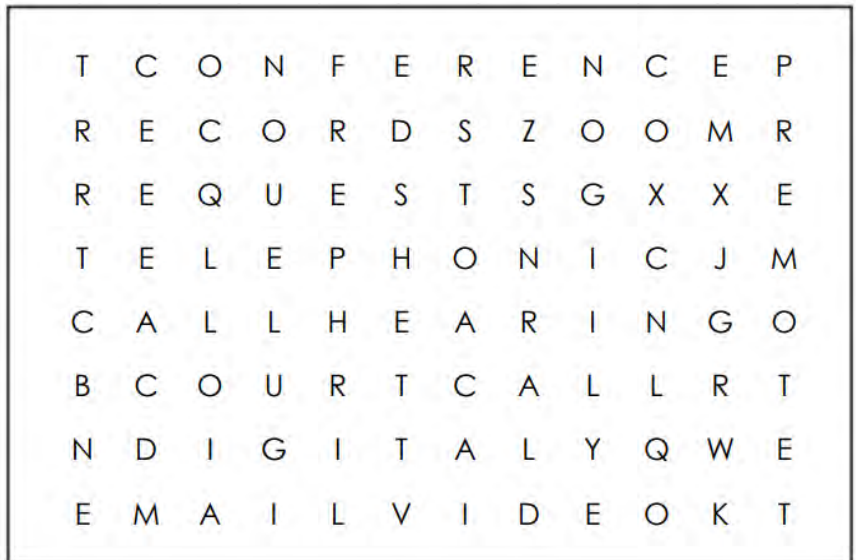 T C O N F E R E N C E P
R E C O R D S Z O O M R
R E Q U E S T S G X X E
T E L E P H O N I C J M
C A L L H E A R I N G O
B C O U R T C A L L R T
N D I G I T A L Y Q W E
E M A I L V I D E O K T